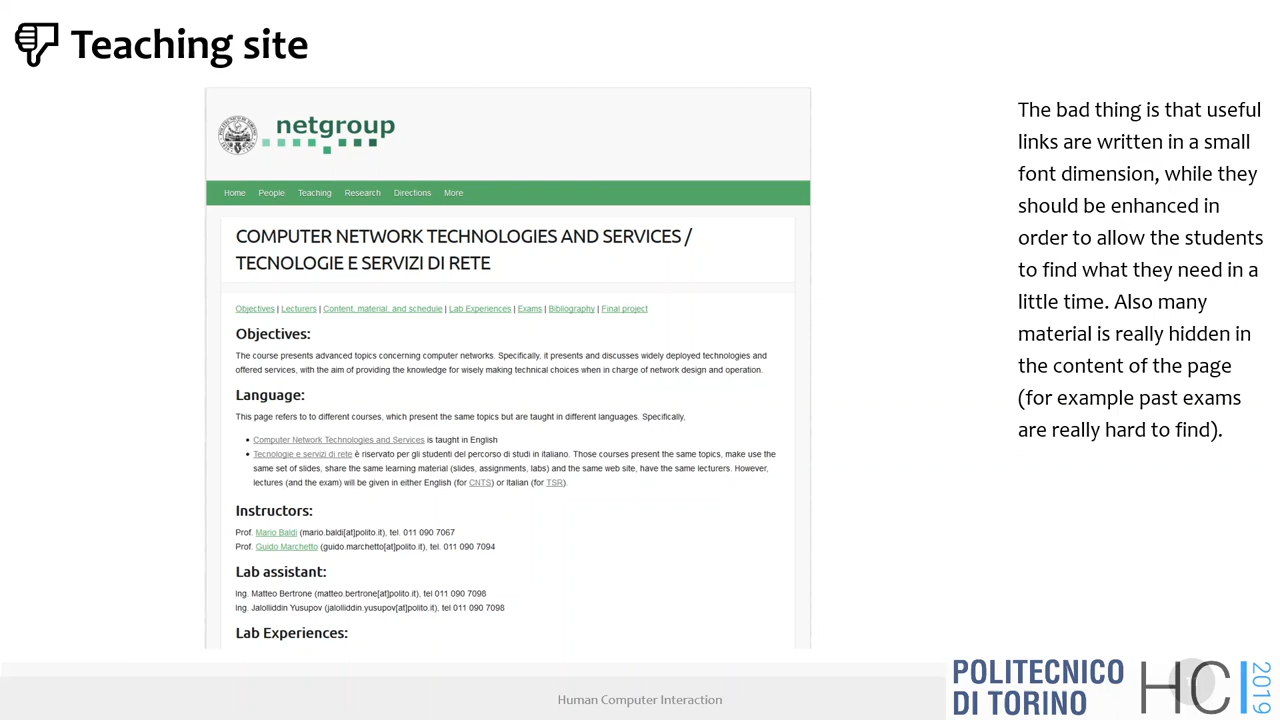 Teaching site
netgroup
Home People Teaching Research Directions More
COMPUTER NETWORK TECHNOLOGIES AND SERVICES /
TECNOLOGIE E SERVIZI DI RETE
Objectives | Lecturers | Content, material, and schedule | Lab Experiences | Exams | Bibliography | Final project
Objectives:
The course presents advanced topics concerning computer networks. Specifically, it presents and discusses widely deployed technologies and
offered services, with the aim of providing the knowledge for wisely making technical choices when in charge of network design and operation.
Language:
This page refers to to different courses, which present the same topics but are taught in different languages. Specifically,
• Computer Network Technologies and Services is taught in English
• Tecnologie e servizi di rete è riservato per gli studenti del percorso di studi in italiano. Those courses present the same topics, make use the
same set of slides, share the same learning material (slides, assignments, labs) and the same web site, have the same lecturers. However,
lectures (and the exam) will be given in either English (for CNTS) or Italian (for TSR).
Instructors:
Prof. Mario Baldi (mario.baldi[at]polito.it), tel. 011 090 7067
Prof. Guido Marchetto (guido.marchetto[at]polito.it), tel. 011 090 7094
Lab assistant:
Ing. Matteo Bertrone (matteo.bertrone[at]polito.it), tel 011 090 7098
Ing. Jalolliddin Yusupov (jalolliddin.yusupov[at]polito.it), tel 011 090 7098
Lab Experiences:
The bad thing is that useful
links are written in a small
font dimension, while they
should be enhanced in
order to allow the students
to find what they need in a
little time. Also many
material is really hidden in
the content of the page
(for example past exams
are really hard to find).
Human Computer Interaction
POLITECNICO
DI TORINO
HCI
2019